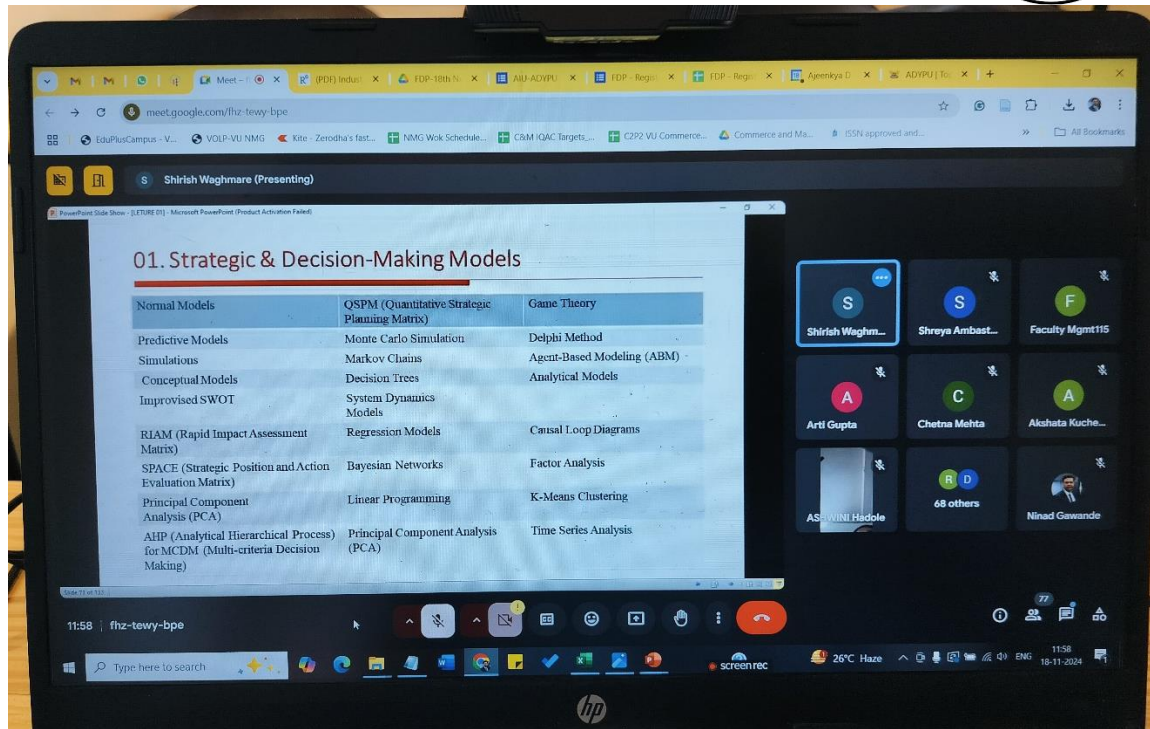 Meet - f
(PDF) Indust
FDP-18th N
AIU-ADYPU
FDP - Regis
FDP - Regis
Ajeenkya D
ADYPU | To
meet.google.com/fhz-tewy-bpe
EduPlusCampus - V...
VOLP-VU NMG
Kite - Zerodha's fast...
NMG Wok Schedule...
C&M IQAC Targets_...
C2P2 VU Commerce...
Commerce and Ma...
ISSN approved and...
All Bookmarks
S
Shirish Waghmare (Presenting)
PowerPoint Slide Show - [LETURE 01] - Microsoft PowerPoint (Product Activation Failed)
01. Strategic & Decision-Making Models
Normal Models
QSPM (Quantitative Strategic
Planning Matrix)
Game Theory
Predictive Models
Monte Carlo Simulation
Delphi Method
Simulations
Markov Chains
Agent-Based Modeling (ABM)
Conceptual Models
Decision Trees
Analytical Models
Improvised SWOT
System Dynamics
Models
RIAM (Rapid Impact Assessment
Matrix)
Regression Models
Causal Loop Diagrams
SPACE (Strategic Position and Action
Evaluation Matrix)
Bayesian Networks
Factor Analysis
Principal Component
Analysis (PCA)
Linear Programming
K-Means Clustering
AHP (Analytical Hierarchical Process)
for MCDM (Multi-criteria Decision
Making)
Principal Component Analysis
(PCA)
Time Series Analysis
S
Shirish Waghm...
S
Shreya Ambast...
F
Faculty Mgmt115
A
Arti Gupta
C
Chetna Mehta
A
Akshata Kuche...
ASHWINI Hadole
R D
68 others
Ninad Gawande
11:58
fhz-tewy-bpe
77
Type here to search
screenrec
26°C Haze
ENG
11:58
18-11-2024
hp